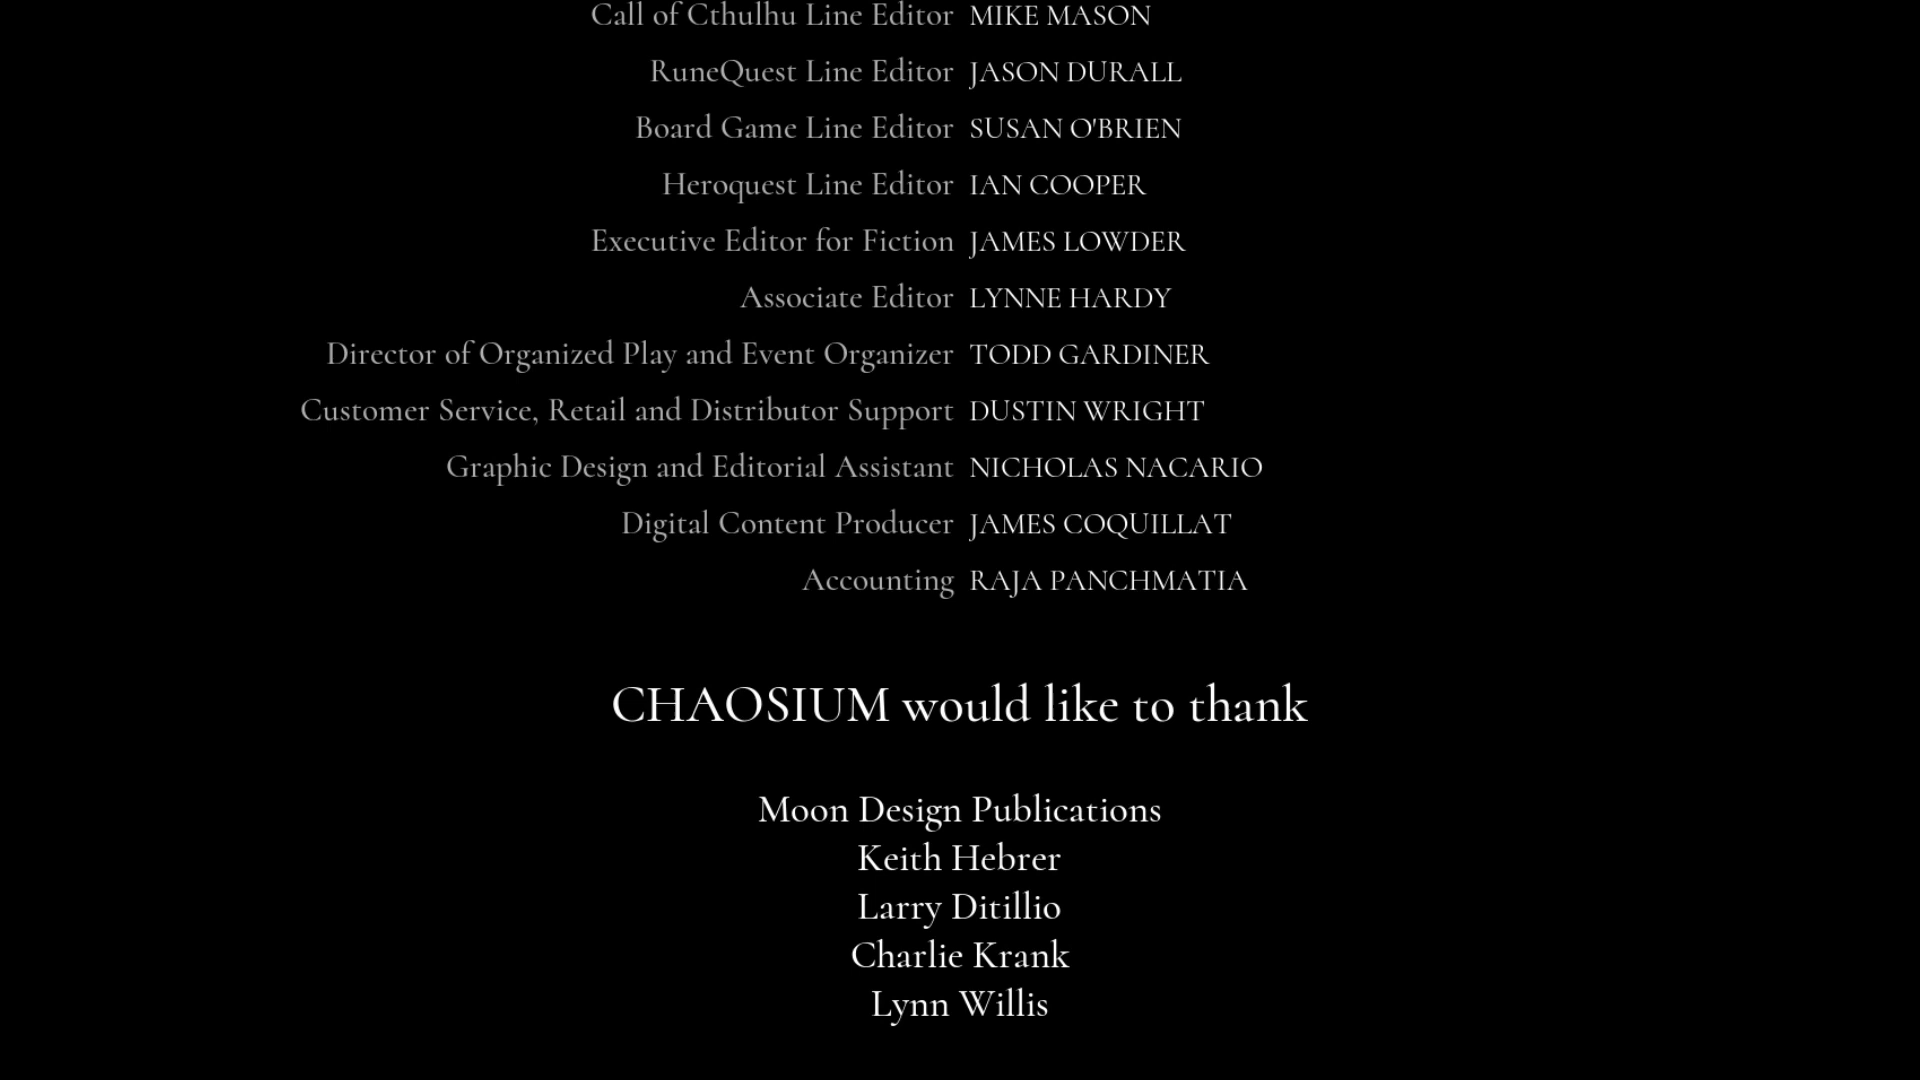 Call of Cthulhu Line Editor MIKE MASON
RuneQuest Line Editor JASON DURALL
Board Game Line Editor SUSAN O'BRIEN
Heroquest Line Editor IAN COOPER
Executive Editor for Fiction JAMES LOWDER
Associate Editor LYNNE HARDY
Director of Organized Play and Event Organizer TODD GARDINER
Customer Service, Retail and Distributor Support DUSTIN WRIGHT
Graphic Design and Editorial Assistant NICHOLAS NACARIO
Digital Content Producer JAMES COQUILLAT
Accounting RAJA PANCHMATIA
CHAOSIUM would like to thank
Moon Design Publications
Keith Hebrer
Larry Ditillio
Charlie Krank
Lynn Willis